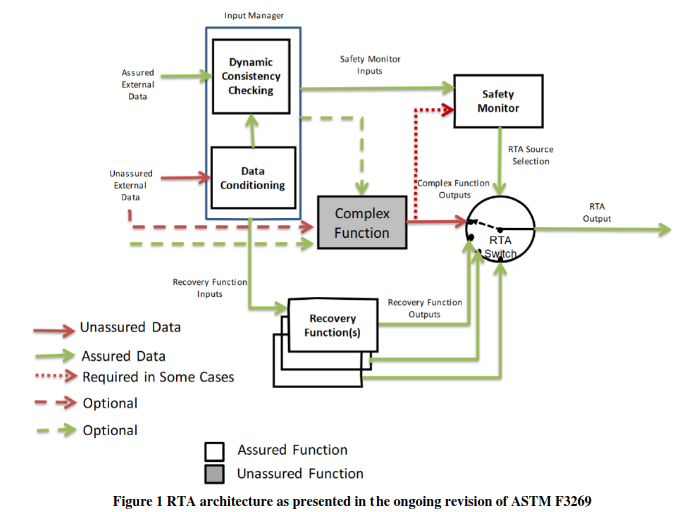 Input Manager
Dynamic
Consistency
Checking
Assured
External
Data
Safety Monitor
Inputs
Safety
Monitor
RTA Source
Selection
Unassured
External
Data
Data
Conditioning
Complex Function
Outputs
Complex
Function
RTA
Output
RTA
Switch
Recovery Function
Inputs
Recovery
Function(s)
Recovery Function
Outputs
Unassured Data
Assured Data
Required in Some Cases
Optional
Optional
Assured Function
Unassured Function
Figure 1 RTA architecture as presented in the ongoing revision of ASTM F3269